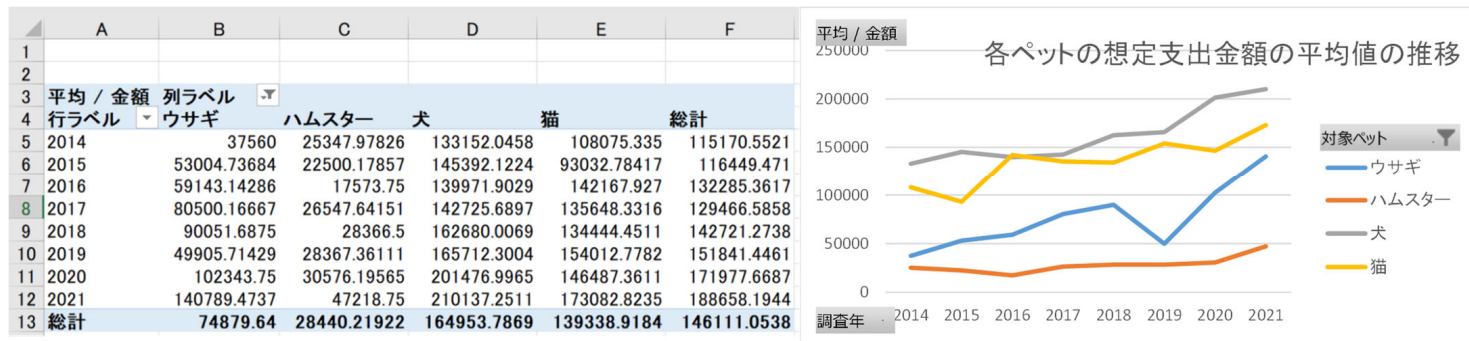 A B C D E F
1
2
3 平均 / 金額 列ラベル
4 行ラベル ウサギ ハムスター 犬 猫 総計
5 2014 37560 25347.97826 133152.0458 108075.335 115170.5521
6 2015 53004.73684 22500.17857 145392.1224 93032.78417 116449.471
7 2016 59143.14286 17573.75 139971.9029 142167.927 132285.3617
8 2017 80500.16667 26547.64151 142725.6897 135648.3316 129466.5858
9 2018 90051.6875 28366.5 162680.0069 134444.4511 142721.2738
10 2019 49905.71429 28367.36111 165712.3004 154012.7782 151841.4461
11 2020 102343.75 30576.19565 201476.9965 146487.3611 171977.6687
12 2021 140789.4737 47218.75 210137.2511 173082.8235 188658.1944
13 総計 74879.64 28440.21922 164953.7869 139338.9184 146111.0538
平均 / 金額
各ペットの想定支出金額の平均値の推移
250000
200000
150000
100000
50000
0
2014 2015 2016 2017 2018 2019 2020 2021
調査年
対象ペット
ウサギ
ハムスター
犬
猫